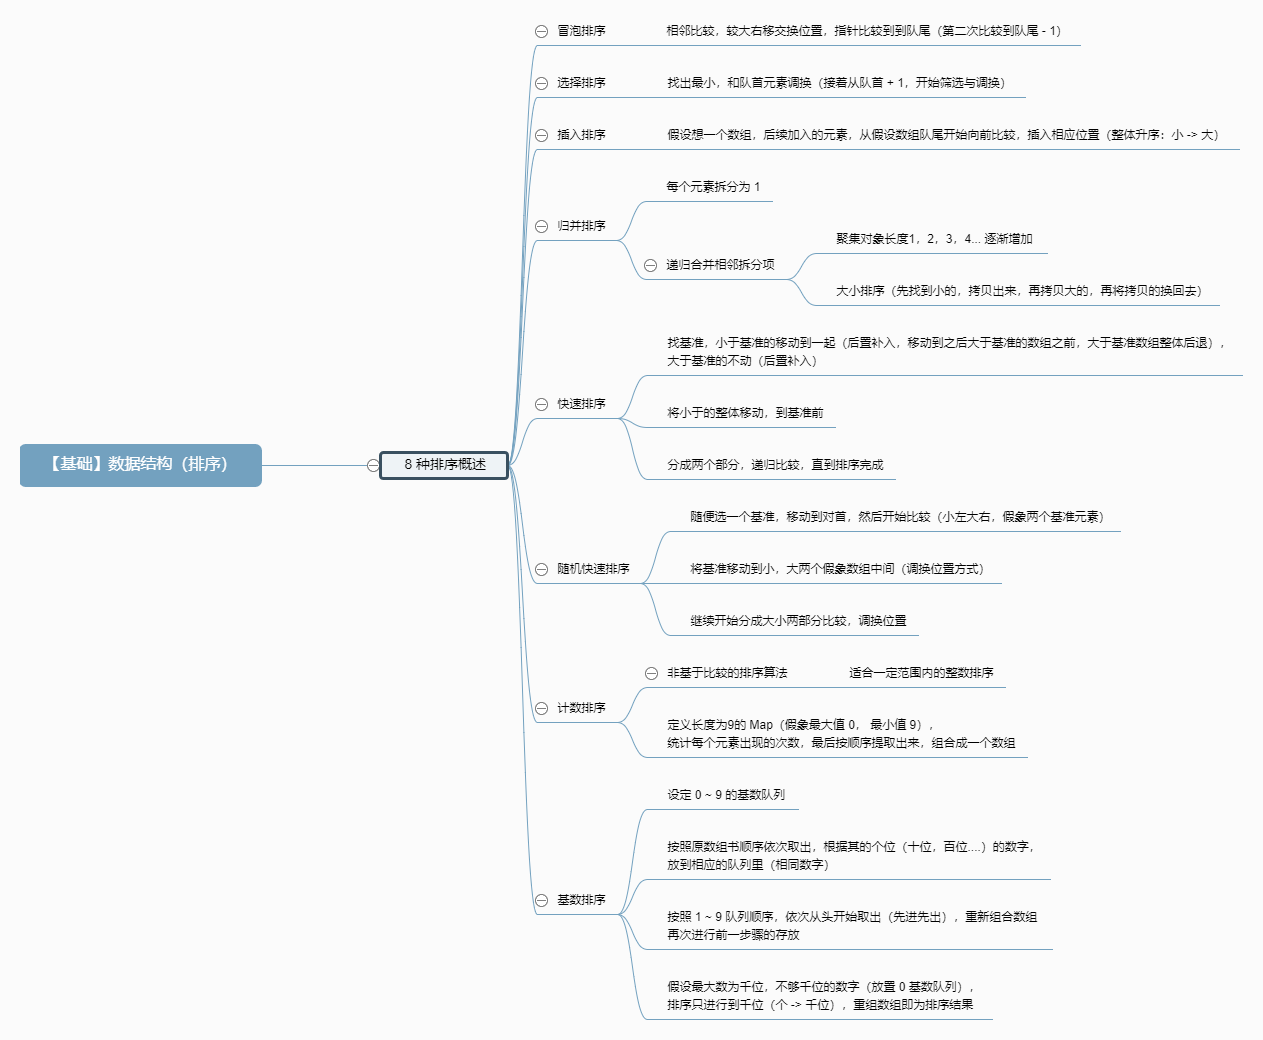 【基础】数据结构（排序）
8 种排序概述
冒泡排序
相邻比较，较大右移交换位置，指针比较到到队尾（第二次比较到队尾 - 1）
选择排序
找出最小，和队首元素调换（接着从队首 + 1，开始筛选与调换）
插入排序
假设想一个数组，后续加入的元素，从假设数组队尾开始向前比较，插入相应位置（整体升序：小 -> 大）
归并排序
每个元素拆分为 1
递归合并相邻拆分项
聚集对象长度1，2，3，4... 逐渐增加
大小排序（先找到小的，拷贝出来，再拷贝大的，再将拷贝的换回去）
快速排序
找基准，小于基准的移动到一起（后置补入，移动到之后大于基准的数组之前，大于基准数组整体后退），
大于基准的不动（后置补入）
将小于的整体移动，到基准前
分成两个部分，递归比较，直到排序完成
随机快速排序
随便选一个基准，移动到对首，然后开始比较（小左大右，假象两个基准元素）
将基准移动到小，大两个假象数组中间（调换位置方式）
继续开始分成大小两部分比较，调换位置
计数排序
非基于比较的排序算法
适合一定范围内的整数排序
定义长度为9的 Map（假象最大值 0， 最小值 9），
统计每个元素出现的次数，最后按顺序提取出来，组合成一个数组
基数排序
设定 0 ~ 9 的基数队列
按照原数组书顺序依次取出，根据其的个位（十位，百位....）的数字，
放到相应的队列里（相同数字）
按照 1 ~ 9 队列顺序，依次从头开始取出（先进先出），重新组合数组
再次进行前一步骤的存放
假设最大数为千位，不够千位的数字（放置 0 基数队列），
排序只进行到千位（个 -> 千位），重组数组即为排序结果